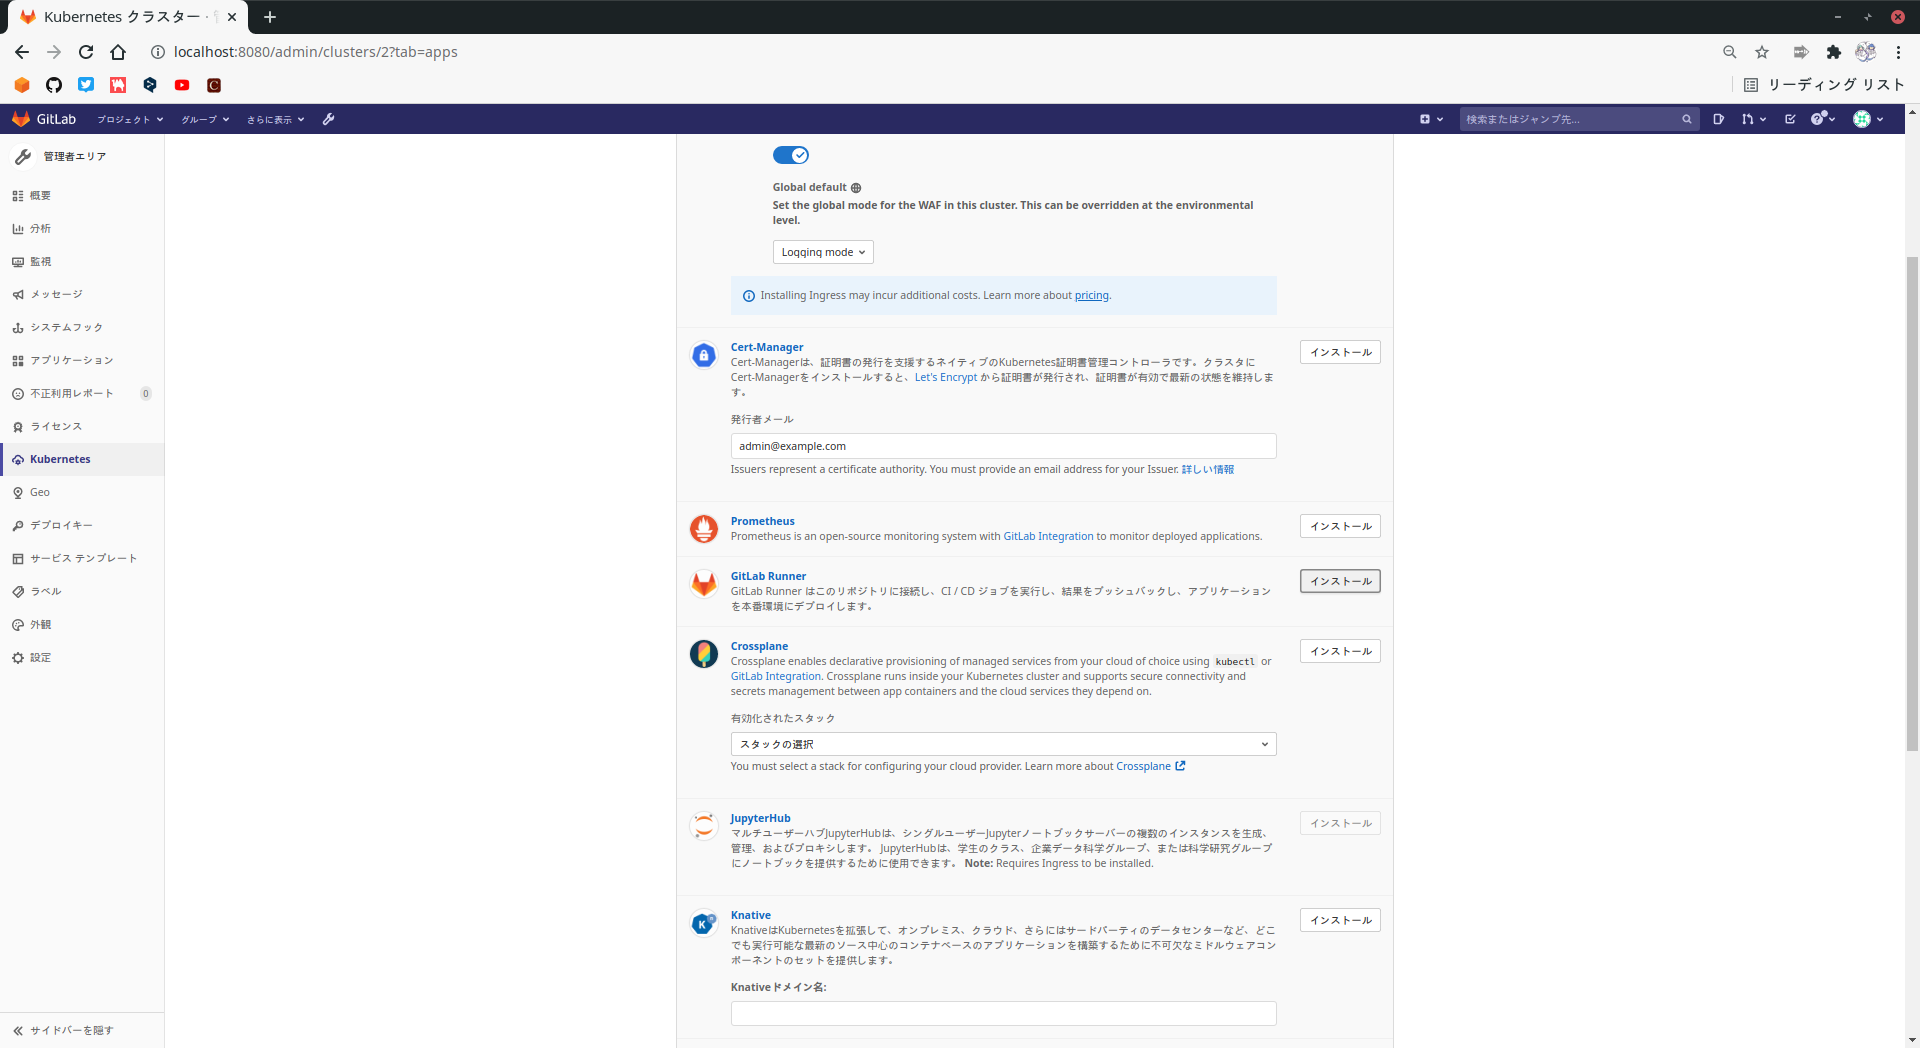 Kubernetes クラスター ·
localhost:8080/admin/clusters/2?tab=apps
リーディング リスト
GitLab
プロジェクト
グループ
さらに表示
検索またはジャンプ先...
管理者エリア
概要
分析
監視
メッセージ
システムフック
アプリケーション
不正利用レポート 0
ライセンス
Kubernetes
Geo
デプロイキー
サービス テンプレート
ラベル
外観
設定
サイドバーを隠す
Global default
Set the global mode for the WAF in this cluster. This can be overridden at the environmental
level.
Logging mode
Installing Ingress may incur additional costs. Learn more about pricing.
Cert-Manager
インストール
Cert-Managerは、証明書の発行を支援するネイティブのKubernetes証明書管理コントローラです。クラスタに
Cert-Managerをインストールすると、Let's Encrypt から証明書が発行され、証明書が有効で最新の状態を維持しま
す。
発行者メール
admin@example.com
Issuers represent a certificate authority. You must provide an email address for your Issuer. 詳しい情報
Prometheus
インストール
Prometheus is an open-source monitoring system with GitLab Integration to monitor deployed applications.
GitLab Runner
インストール
GitLab Runner はこのリポジトリに接続し、CI / CD ジョブを実行し、結果をプッシュバックし、アプリケーション
を本番環境にデプロイします。
Crossplane
インストール
Crossplane enables declarative provisioning of managed services from your cloud of choice using kubectl or
GitLab Integration. Crossplane runs inside your Kubernetes cluster and supports secure connectivity and
secrets management between app containers and the cloud services they depend on.
有効化されたスタック
スタックの選択
You must select a stack for configuring your cloud provider. Learn more about Crossplane
JupyterHub
インストール
マルチユーザーハブJupyterHubは、シングルユーザーJupyterノートブックサーバーの複数のインスタンスを生成、
管理、およびプロキシします。 JupyterHubは、学生のクラス、企業データ科学グループ、または科学研究グループ
にノートブックを提供するために使用できます。 Note: Requires Ingress to be installed.
Knative
インストール
KnativeはKubernetesを拡張して、オンプレミス、クラウド、さらにはサードパーティのデータセンターなど、どこ
でも実行可能な最新のソース中心のコンテナベースのアプリケーションを構築するために不可欠なミドルウェアコン
ポーネントのセットを提供します。
Knativeドメイン名: